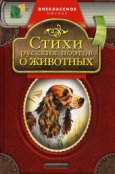 ВНЕКЛАССНОЕ
ЧТЕНИЕ
Стихи
русских поэтов
О ЖИВОТНЫХ